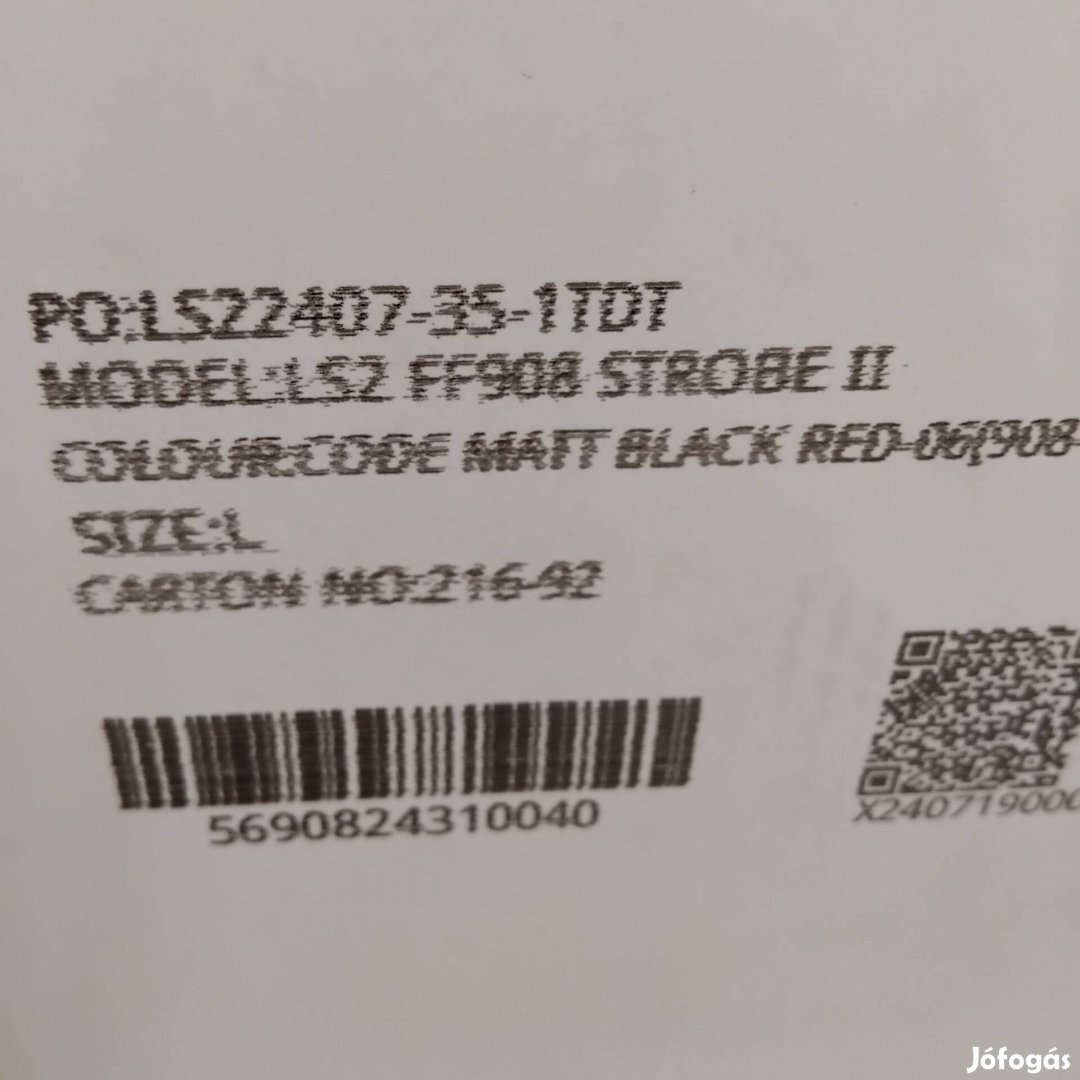 PO:LS22407-35-1TDT
MODEL:LS2 FF908 STROBE II
COLOUR:CODE MATT BLACK RED-06(908-
SIZE:L
CARTON NO:216-92
5690824310040
X240719000
Jófogás